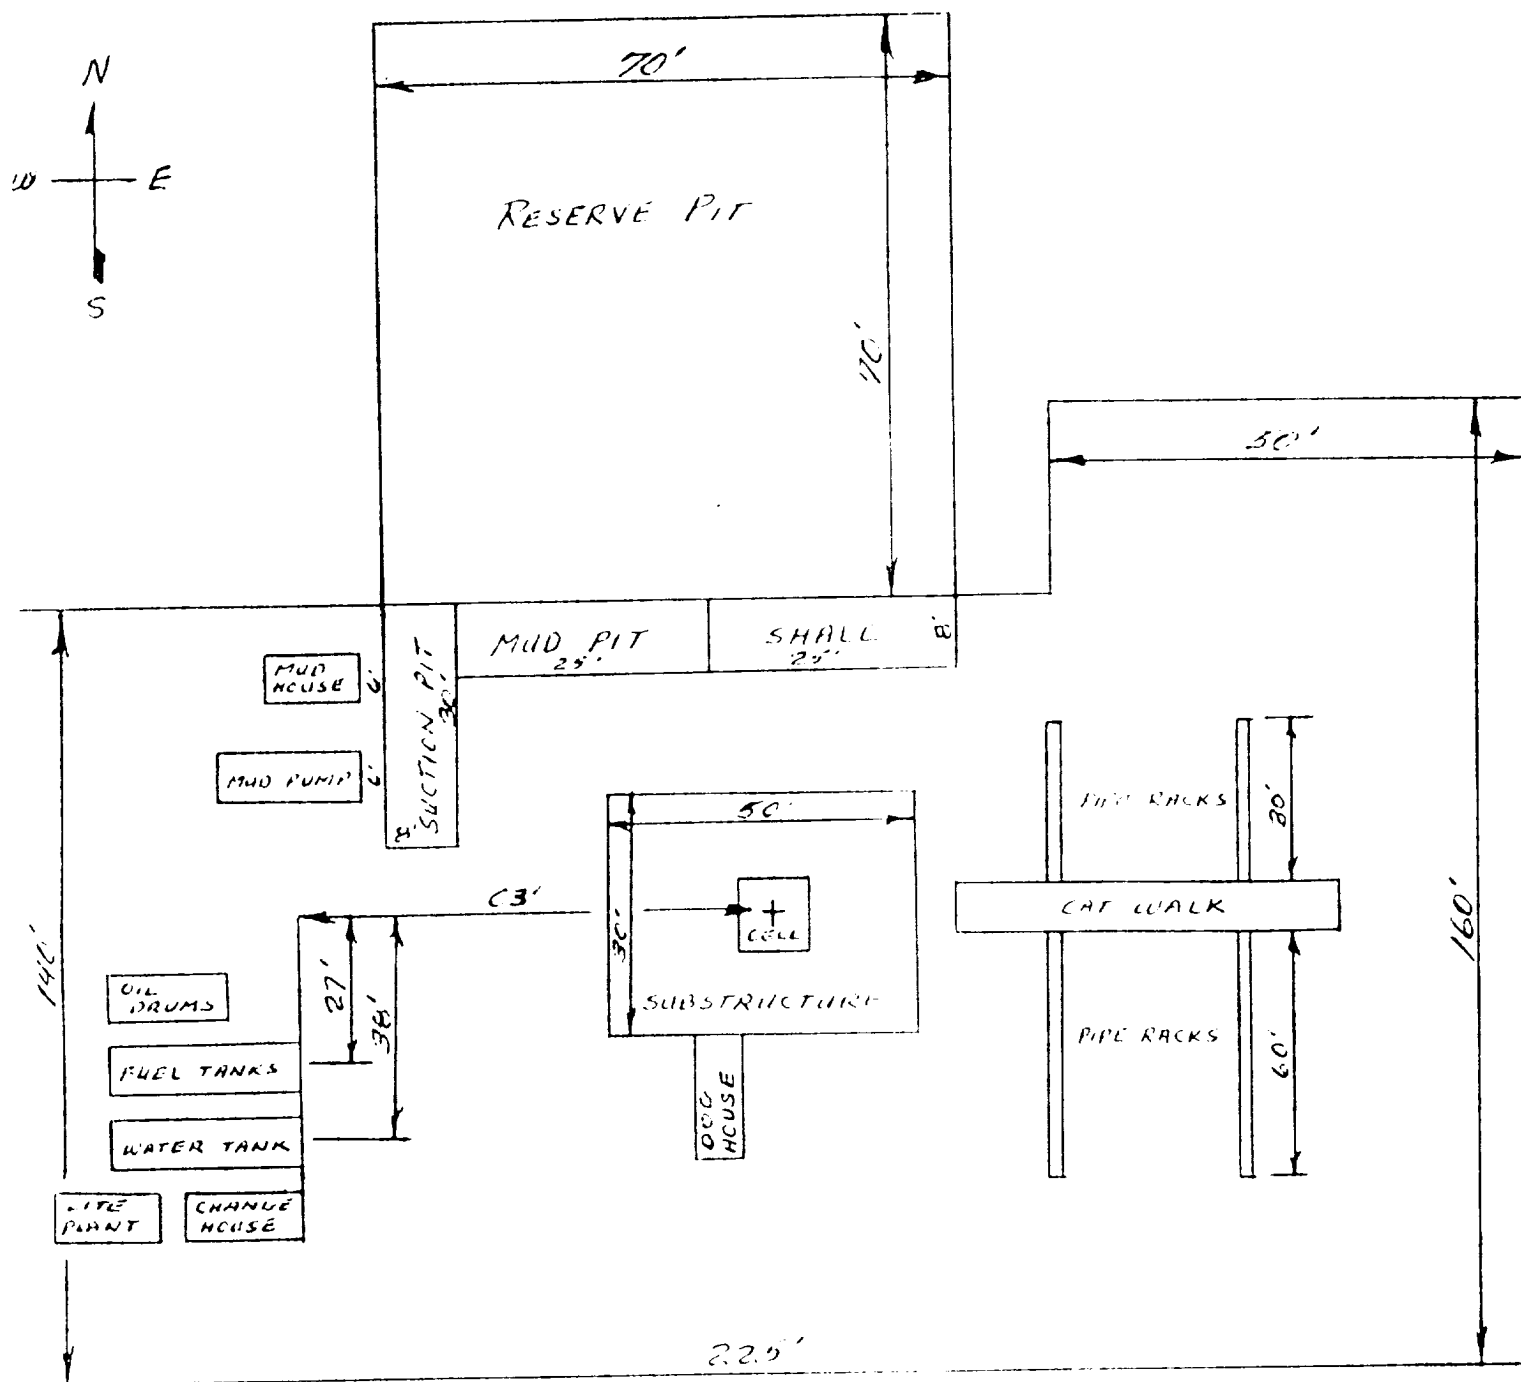 N
W E
S
70'
RESERVE PIT
70'
50'
MUD PIT
25'
SHALL
25'
8'
MUD
HOUSE
6'
SUCTION PIT
30'
8'
MUD PUMP
6'
50'
PIPE RACKS
30'
CELL
CAT WALK
160'
30'
SUBSTRUCTURE
140'
27'
38'
OIL
DRUMS
FUEL TANKS
WATER TANK
LITE
PLANT
CHANGE
HOUSE
DOG
HOUSE
PIPE RACKS
60'
225'